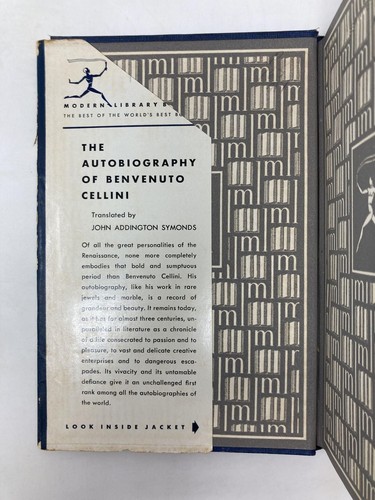 MODERN LIBRARY B
THE BEST OF THE WORLD'S BEST BO
THE
AUTOBIOGRAPHY
OF BENVENUTO
CELLINI
Translated by
JOHN ADDINGTON SYMONDS
Of all the great personalities of the
Renaissance, none more completely
embodies that bold and sumptuous
period than Benvenuto Cellini. His
autobiography, like his work in rare
jewels and marble, is a record of
grandeur and beauty. It remains today,
as it has for almost three centuries, un-
paralleled in literature as a chronicle
of a life consecrated to passion and to
pleasure, to vast and delicate creative
enterprises and to dangerous esca-
pades. Its vivacity and its untamable
defiance give it an unchallenged first
rank among all the autobiographies of
the world.
LOOK INSIDE JACKET